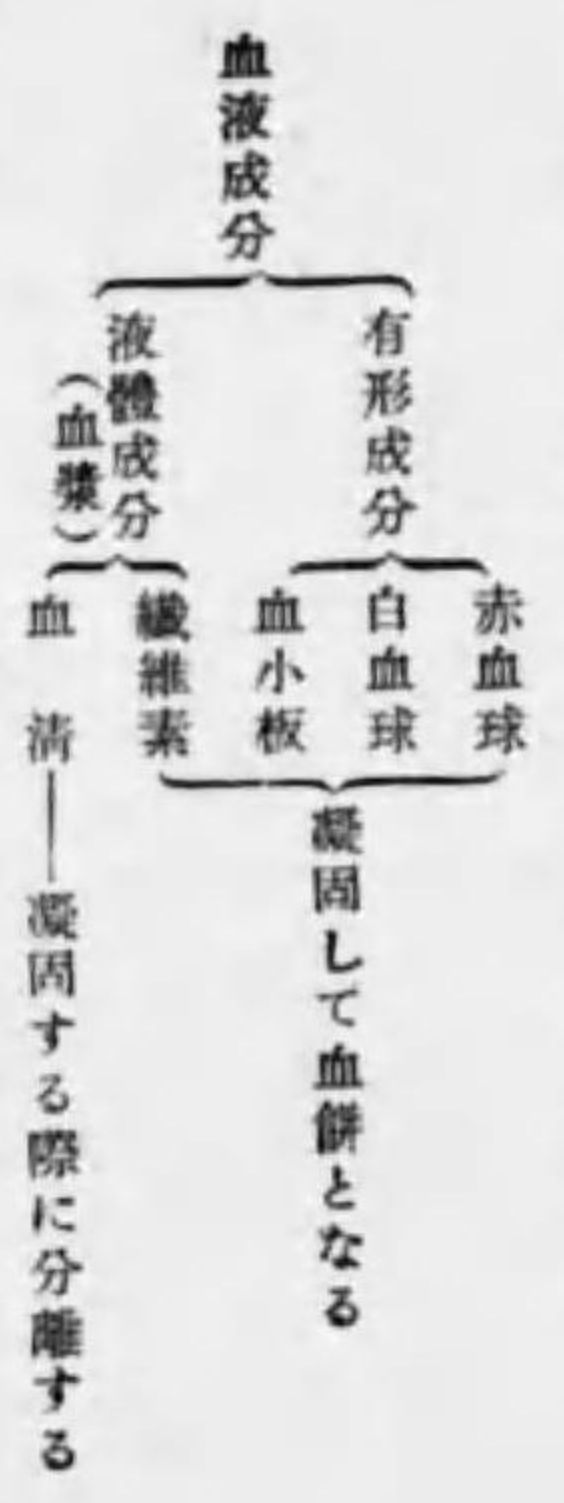 血液成分
有形成分
赤血球
白血球
血小板
液體成分
（血漿）
纖維素
血清
凝固して血餅となる
凝固する際に分離する